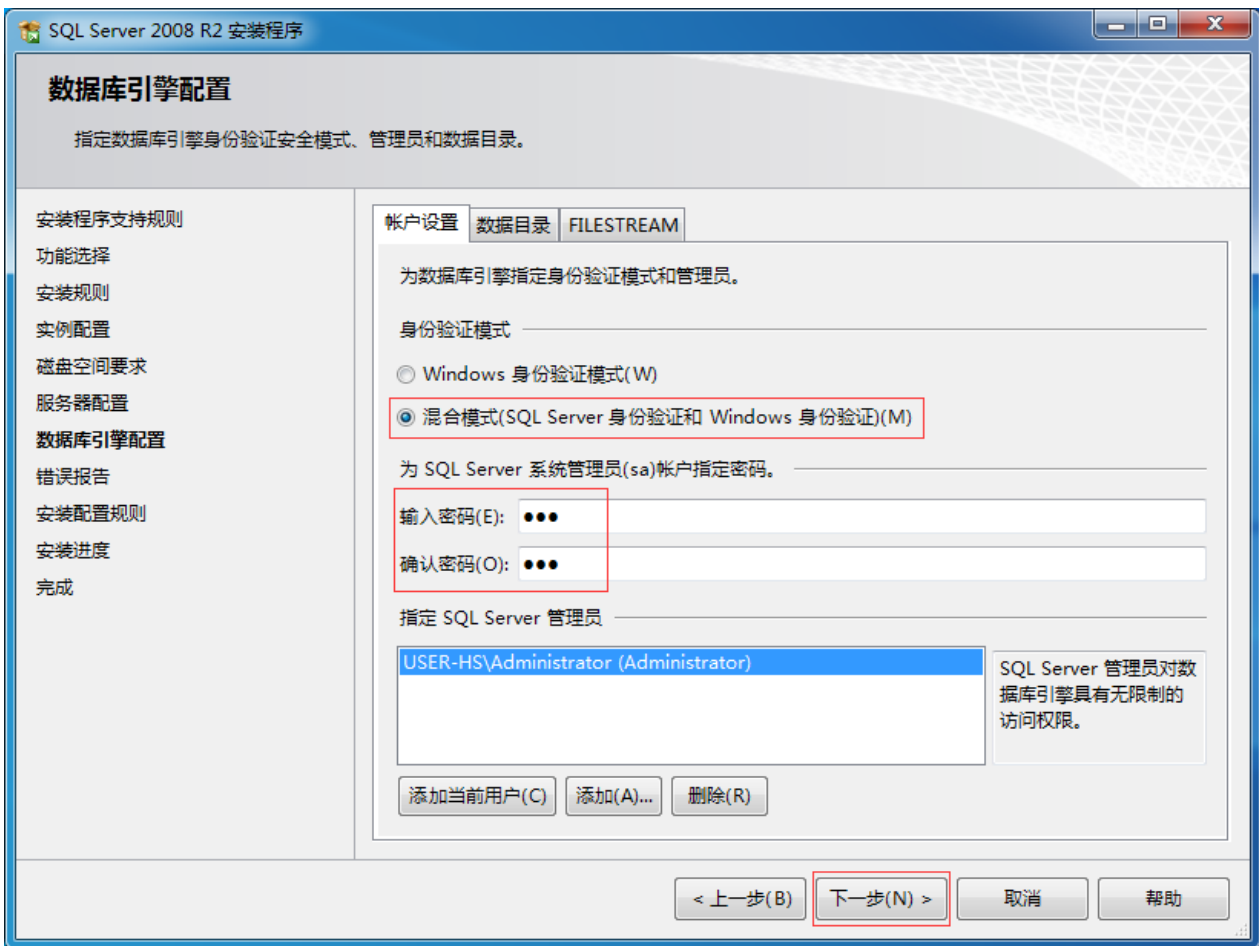 SQL Server 2008 R2 安装程序
数据库引擎配置
指定数据库引擎身份验证安全模式、管理员和数据目录。
安装程序支持规则
功能选择
安装规则
实例配置
磁盘空间要求
服务器配置
数据库引擎配置
错误报告
安装配置规则
安装进度
完成
帐户设置 数据目录 FILESTREAM
为数据库引擎指定身份验证模式和管理员。
身份验证模式
Windows 身份验证模式(W)
混合模式(SQL Server 身份验证和 Windows 身份验证)(M)
为 SQL Server 系统管理员(sa)帐户指定密码。
输入密码(E): ●●●
确认密码(O): ●●●
指定 SQL Server 管理员
USER-HS\Administrator (Administrator)
SQL Server 管理员对数
据库引擎具有无限制的
访问权限。
添加当前用户(C) 添加(A)... 删除(R)
< 上一步(B) 下一步(N) > 取消 帮助